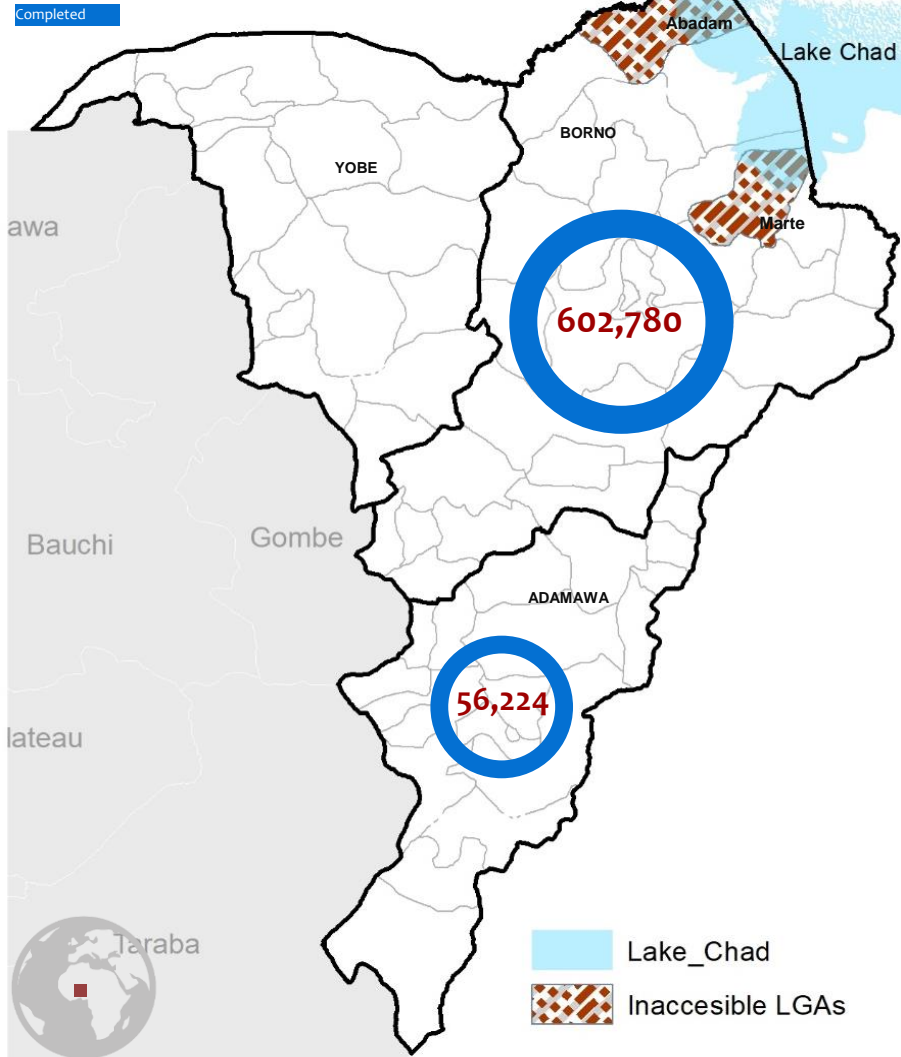 Completed
Abadam
Lake Chad
BORNO
YOBE
Marte
awa
602,780
Bauchi
Gombe
ADAMAWA
56,224
lateau
Taraba
Lake_Chad
Inaccesible LGAs